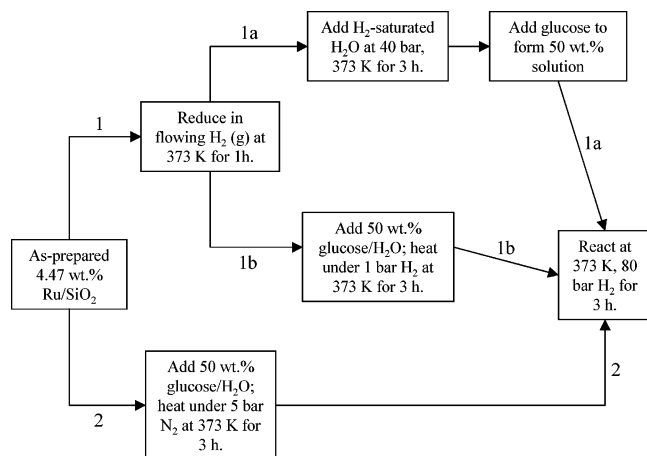 1a
Add H₂-saturated
H₂O at 40 bar,
373 K for 3 h.
Add glucose to
form 50 wt.%
solution
1
Reduce in
flowing H₂ (g) at
373 K for 1h.
1a
As-prepared
4.47 wt.%
Ru/SiO₂
1b
Add 50 wt.%
glucose/H₂O; heat
under 1 bar H₂ at
373 K for 3 h.
1b
React at
373 K, 80
bar H₂ for
3 h.
2
Add 50 wt.%
glucose/H₂O;
heat under 5 bar
N₂ at 373 K for
3 h.
2